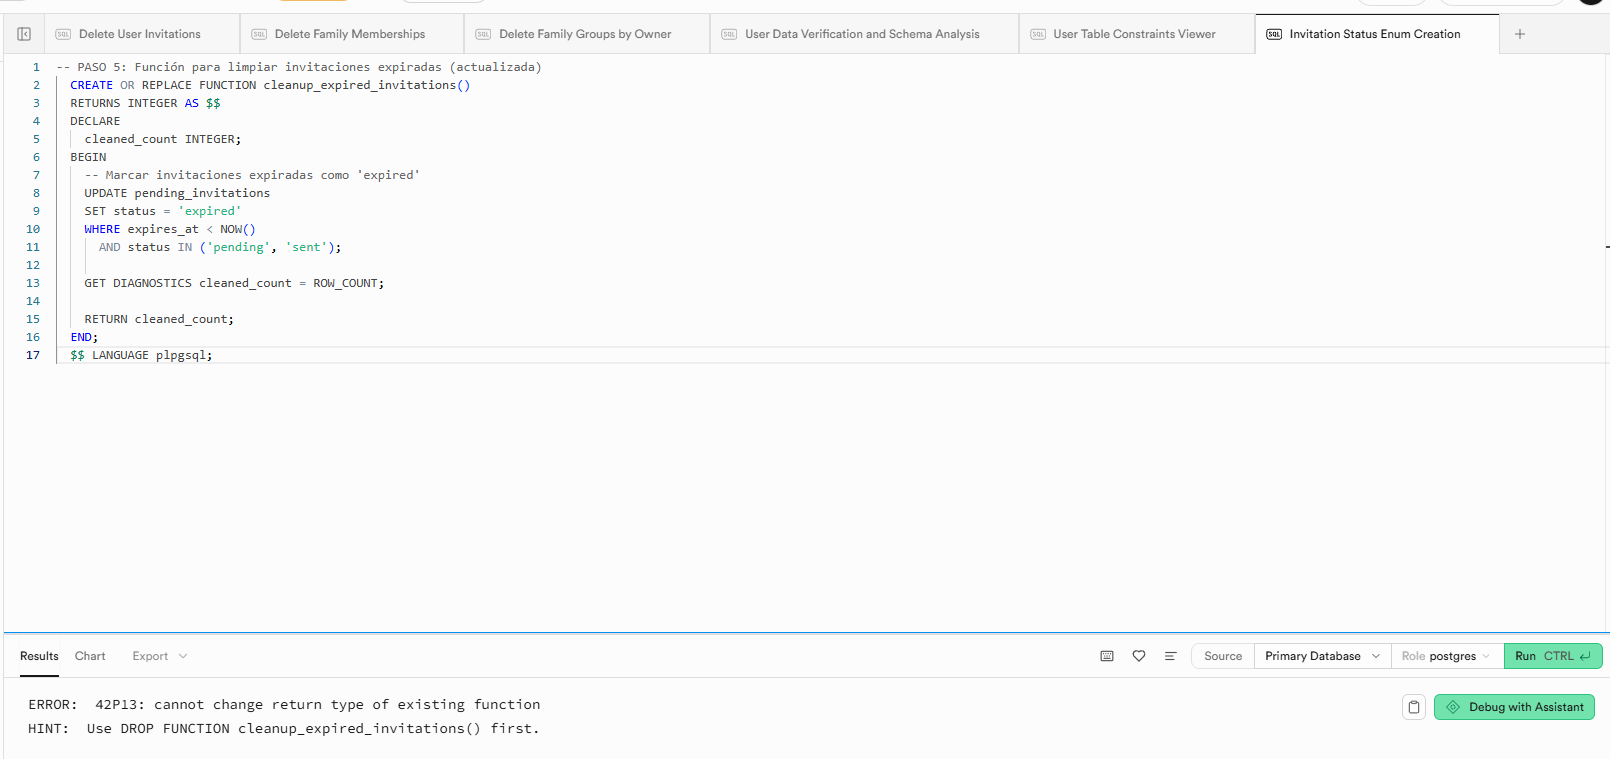 SQL Delete User Invitations
SQL Delete Family Memberships
SQL Delete Family Groups by Owner
SQL User Data Verification and Schema Analysis
SQL User Table Constraints Viewer
SQL Invitation Status Enum Creation
1 -- PASO 5: Función para limpiar invitaciones expiradas (actualizada)
2 CREATE OR REPLACE FUNCTION cleanup_expired_invitations()
3 RETURNS INTEGER AS $$
4 DECLARE
5 cleaned_count INTEGER;
6 BEGIN
7 -- Marcar invitaciones expiradas como 'expired'
8 UPDATE pending_invitations
9 SET status = 'expired'
10 WHERE expires_at < NOW()
11 AND status IN ('pending', 'sent');
12
13 GET DIAGNOSTICS cleaned_count = ROW_COUNT;
14
15 RETURN cleaned_count;
16 END;
17 $$ LANGUAGE plpgsql;
Results Chart Export
Source Primary Database Role postgres Run CTRL
ERROR: 42P13: cannot change return type of existing function
HINT: Use DROP FUNCTION cleanup_expired_invitations() first.
Debug with Assistant